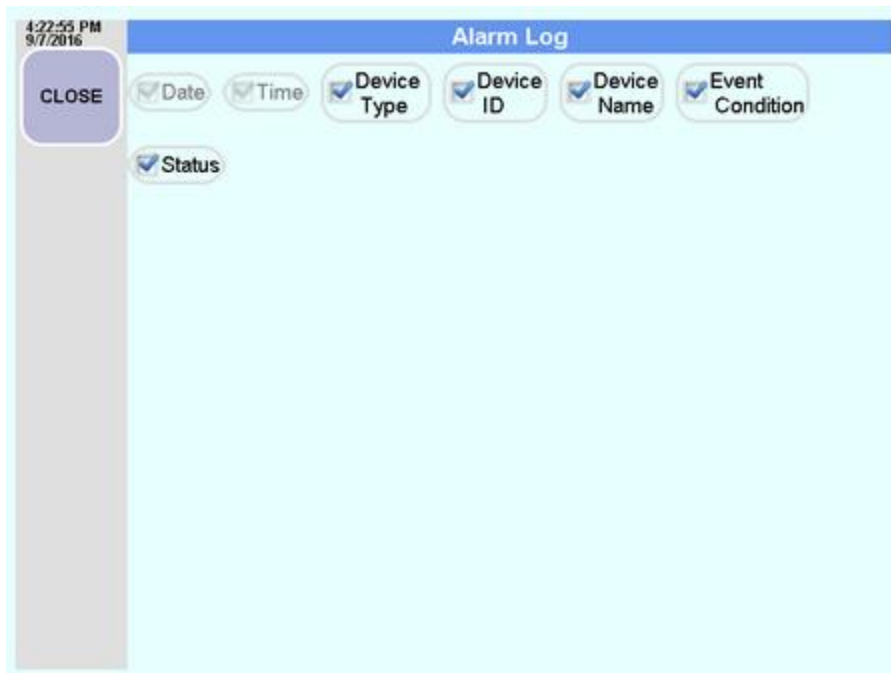 4:22:55 PM
9/7/2016
Alarm Log
CLOSE
Date
Time
Device
Type
Device
ID
Device
Name
Event
Condition
Status